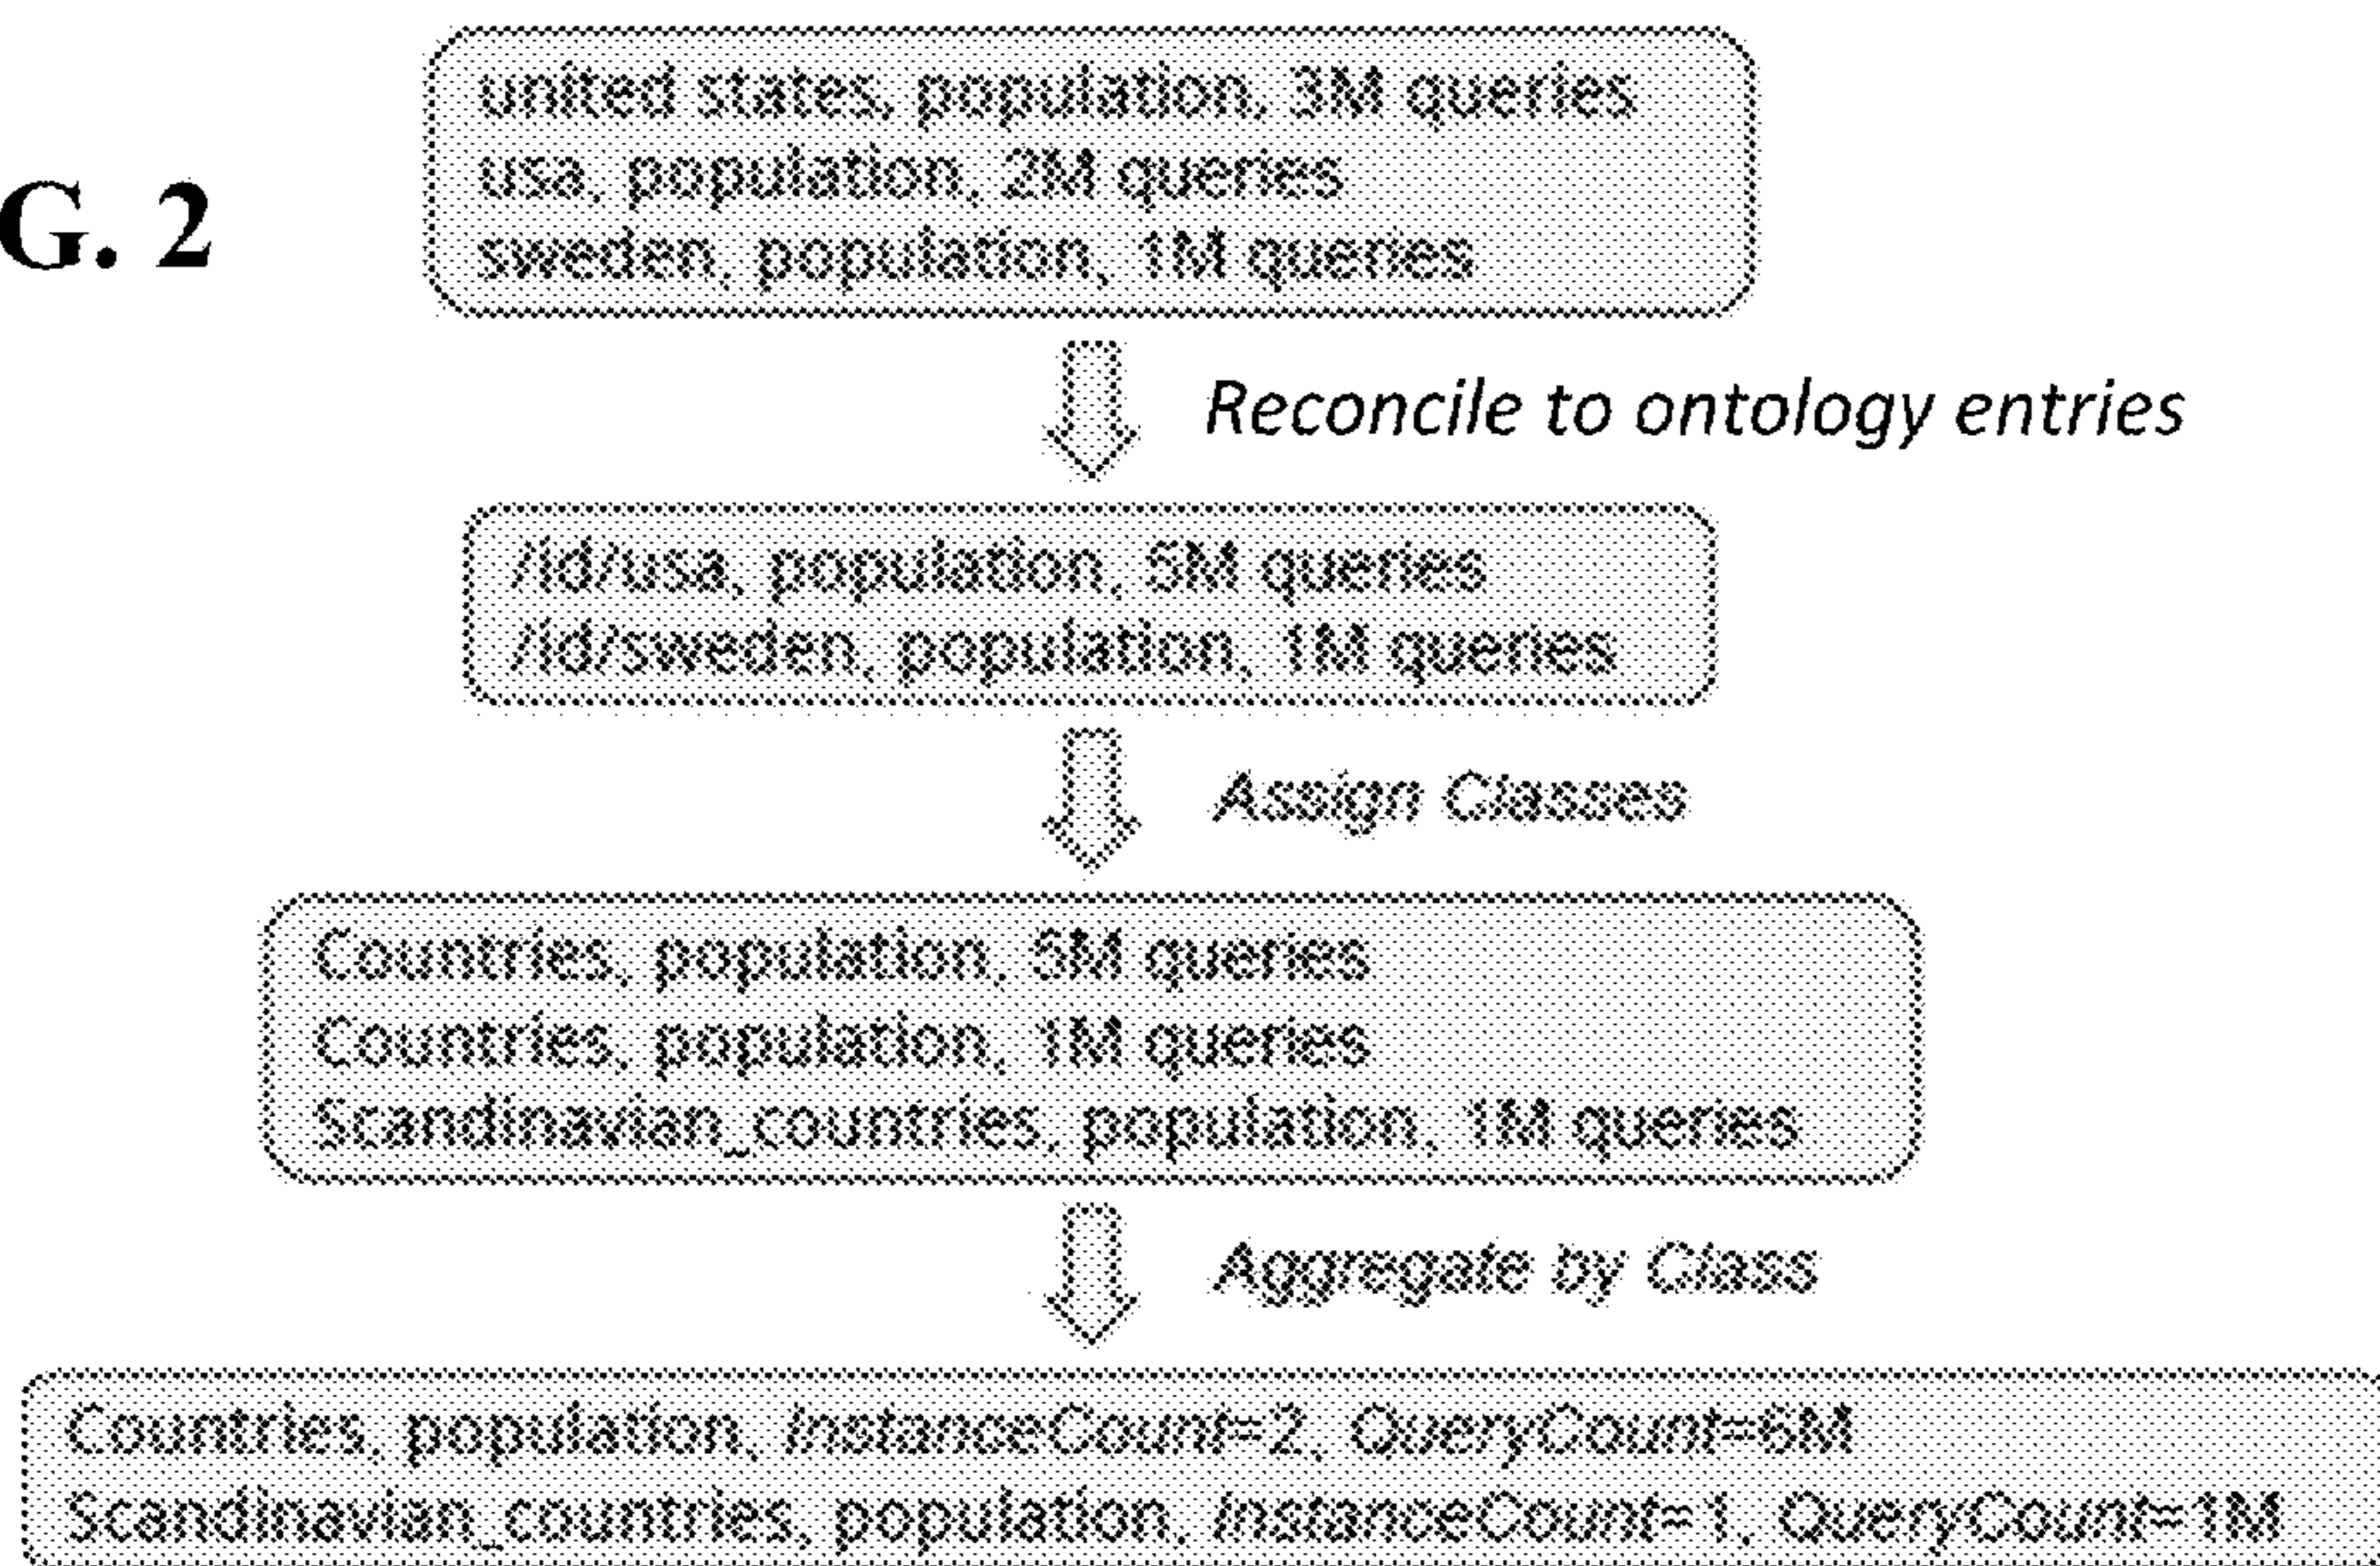 united states, population, 3M queries
usa, population, 2M queries
G. 2
sweden, population, 1M queries
Reconcile to ontology entries
/id/usa, population, 5M queries
/id/sweden, population, 1M queries
Assign Classes
Countries, population, 5M queries
Countries, population, 1M queries
Scandinavian_countries, population, 1M queries
Aggregate by Class
Countries, population, InstanceCount=2, QueryCount=6M
Scandinavian_countries, population, InstanceCount=1, QueryCount=1M